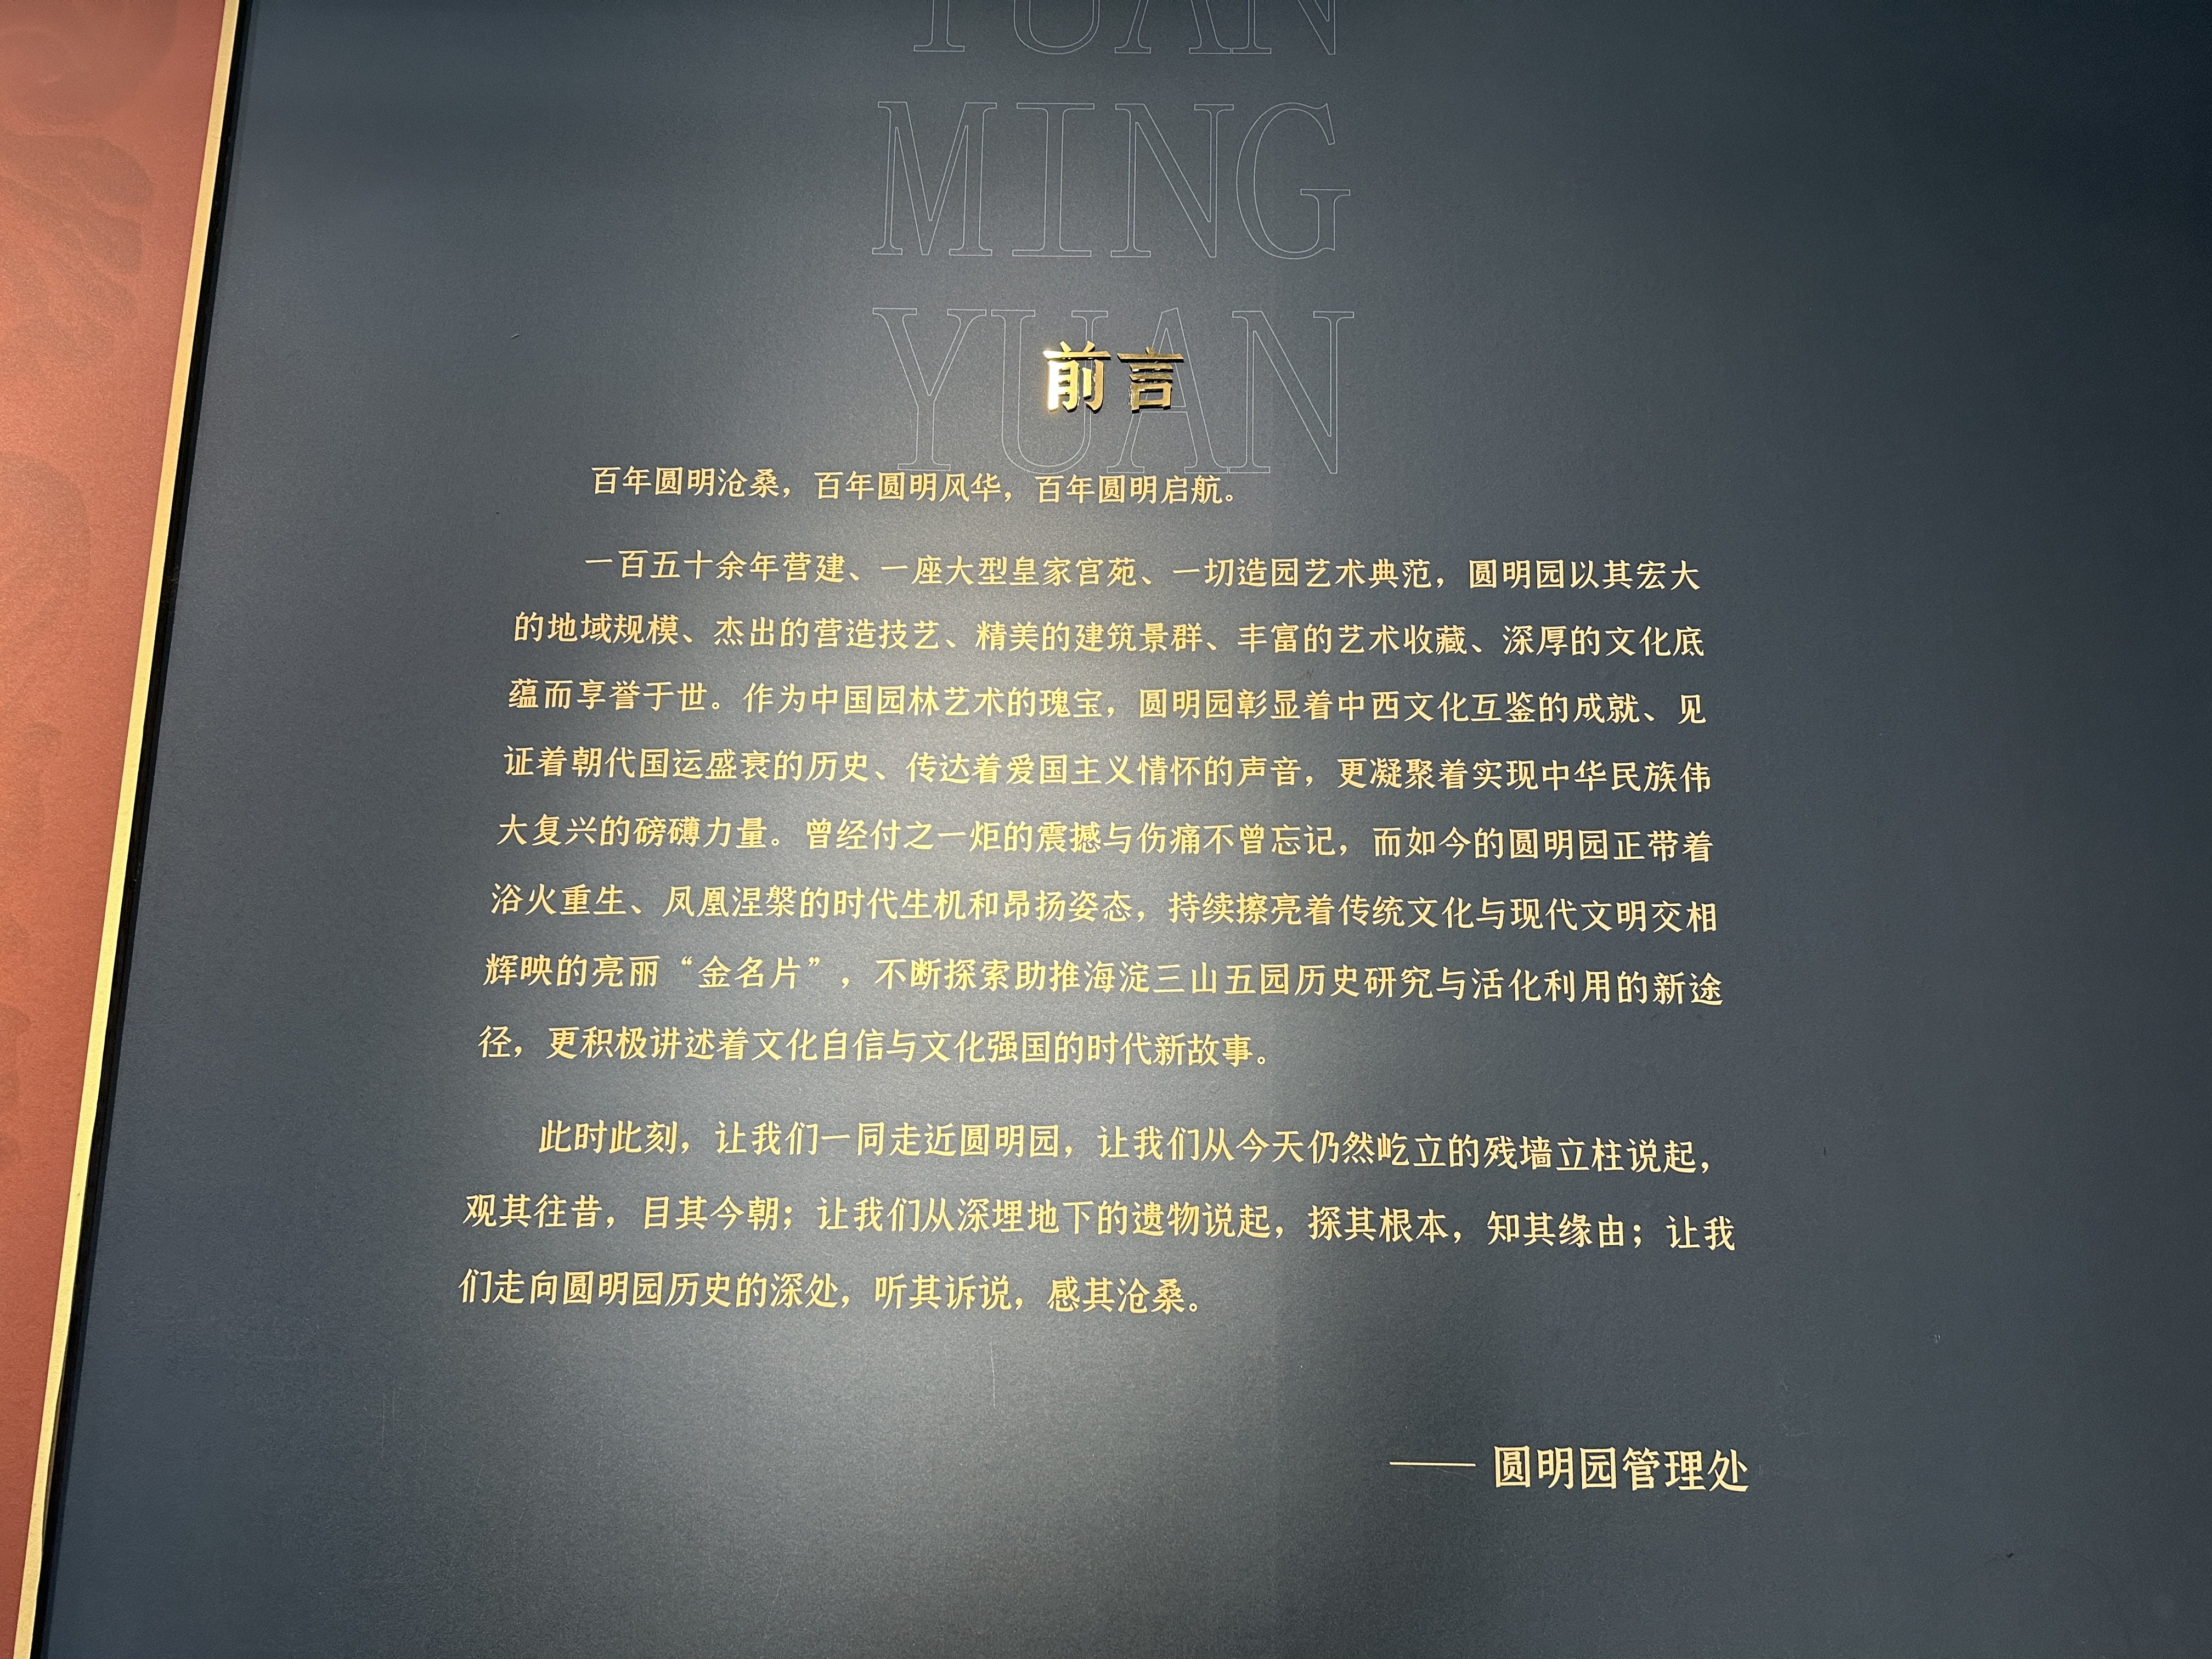 YUAN
MING
YUAN
前言
百年圆明沧桑，百年圆明风华，百年圆明启航。
一百五十余年营建、一座大型皇家宫苑、一切造园艺术典范，圆明园以其宏大
的地域规模、杰出的营造技艺、精美的建筑景群、丰富的艺术收藏、深厚的文化底
蕴而享誉于世。作为中国园林艺术的瑰宝，圆明园彰显着中西文化互鉴的成就、见
证着朝代国运盛衰的历史、传达着爱国主义情怀的声音，更凝聚着实现中华民族伟
大复兴的磅礴力量。曾经付之一炬的震撼与伤痛不曾忘记，而如今的圆明园正带着
浴火重生、凤凰涅槃的时代生机和昂扬姿态，持续擦亮着传统文化与现代文明交相
辉映的亮丽“金名片”，不断探索助推海淀三山五园历史研究与活化利用的新途
径，更积极讲述着文化自信与文化强国的时代新故事。
此时此刻，让我们一同走近圆明园，让我们从今天仍然屹立的残墙立柱说起，
观其往昔，目其今朝；让我们从深埋地下的遗物说起，探其根本，知其缘由；让我
们走向圆明园历史的深处，听其诉说，感其沧桑。
—— 圆明园管理处